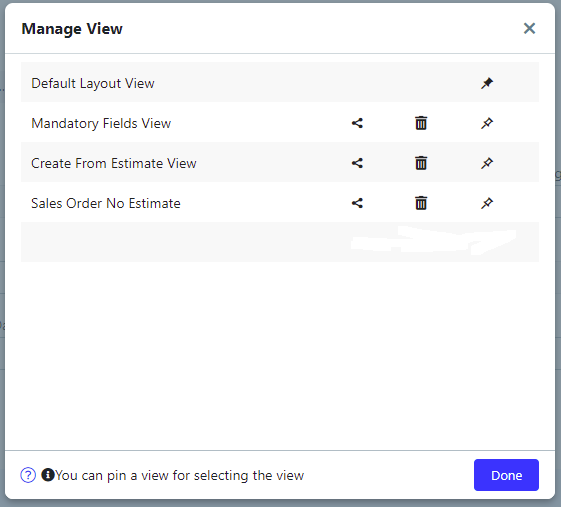 Manage View
Default Layout View
Mandatory Fields View
Create From Estimate View
Sales Order No Estimate
You can pin a view for selecting the view
Done